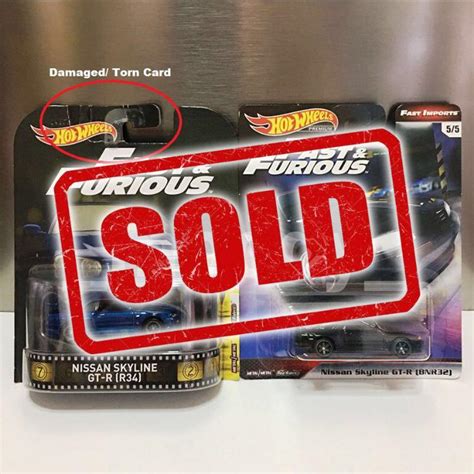 Damaged/ Torn Card
Hot Wheels
FAST &
FURIOUS
NISSAN SKYLINE
GT-R (R34)
Hot Wheels
PREMIUM
FAST IMPORTS
5/5
FAST &
FURIOUS
Nissan Skyline GT-R (BNR32)
SOLD